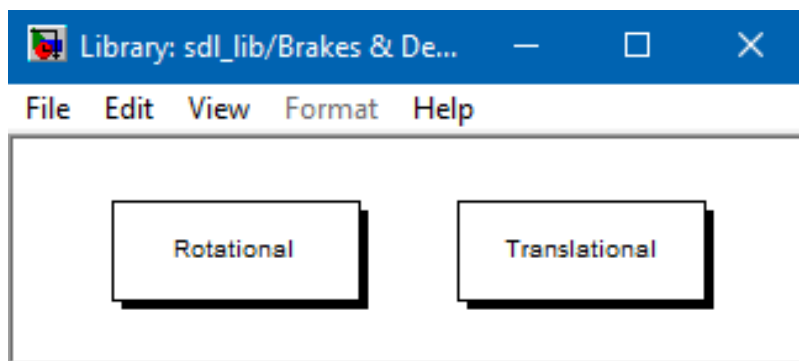 Library: sdl_lib/Brakes & De...
File Edit View Format Help
Rotational Translational